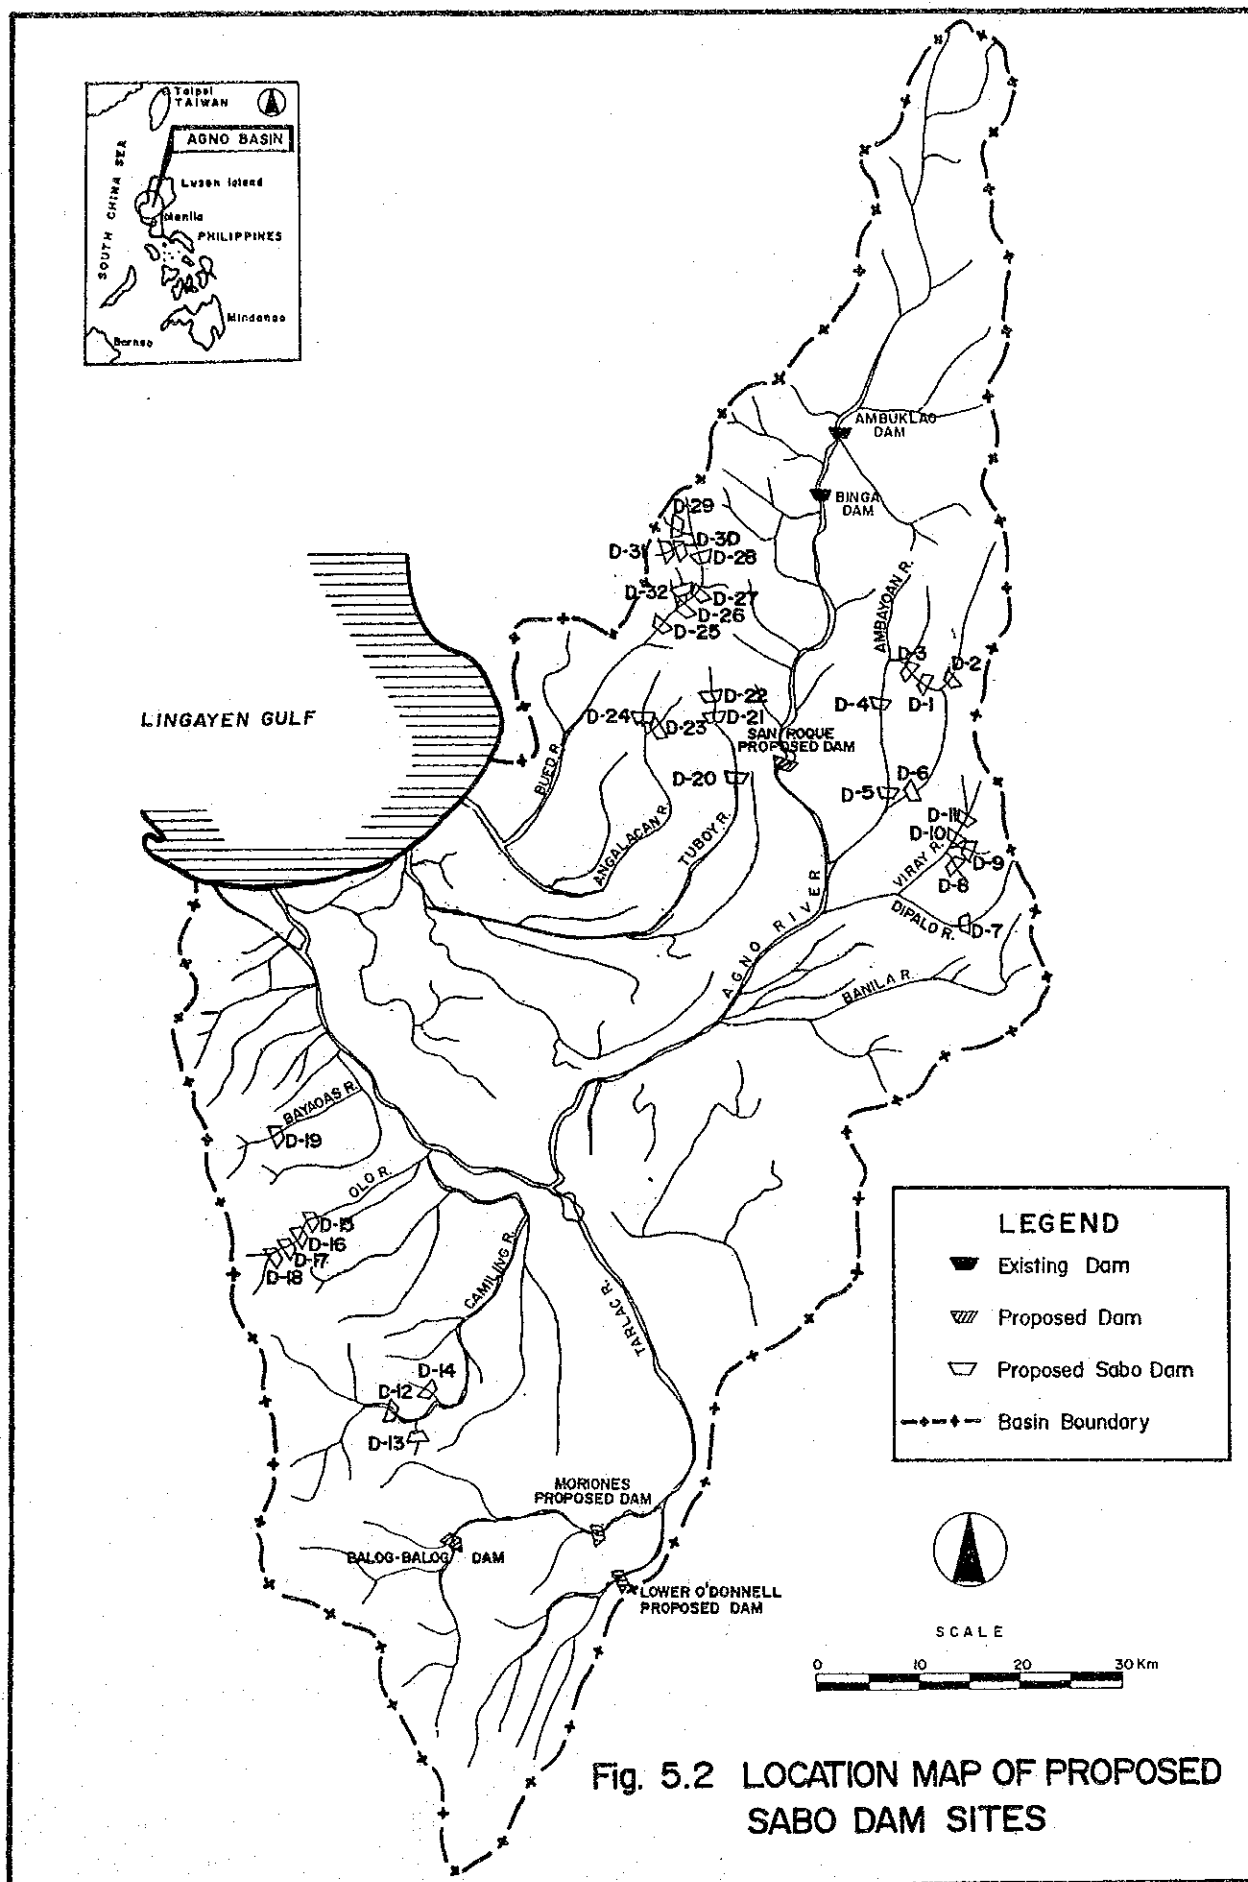 Taipei
TAIWAN
AGNO BASIN
SOUTH CHINA SEA
Luzon Island
Manila
PHILIPPINES
Mindanao
Borneo
AMBUKLAO
DAM
BINGA
DAM
D-29
D-30
D-31
D-28
D-32
D-27
D-26
D-25
AMBAYOAN R.
D-3
D-2
D-1
D-4
D-22
D-24
D-21
D-23
LINGAYEN GULF
SAN ROQUE
PROPOSED DAM
BUED R.
D-20
D-6
D-5
D-11
D-10
ANGALACAN R.
TUBOY R.
VIRAY R.
D-9
D-8
AGNO RIVER
DIPALO R.
D-7
BANILA R.
BAYAOAS R.
D-19
OLO R.
D-15
D-16
D-17
D-18
CAMILING R.
TARLAC R.
LEGEND
Existing Dam
Proposed Dam
Proposed Sabo Dam
Basin Boundary
D-14
D-12
D-13
MORIONES
PROPOSED DAM
BALOG-BALOG DAM
LOWER O'DONNELL
PROPOSED DAM
SCALE
0 10 20 30 Km
Fig. 5.2 LOCATION MAP OF PROPOSED
SABO DAM SITES